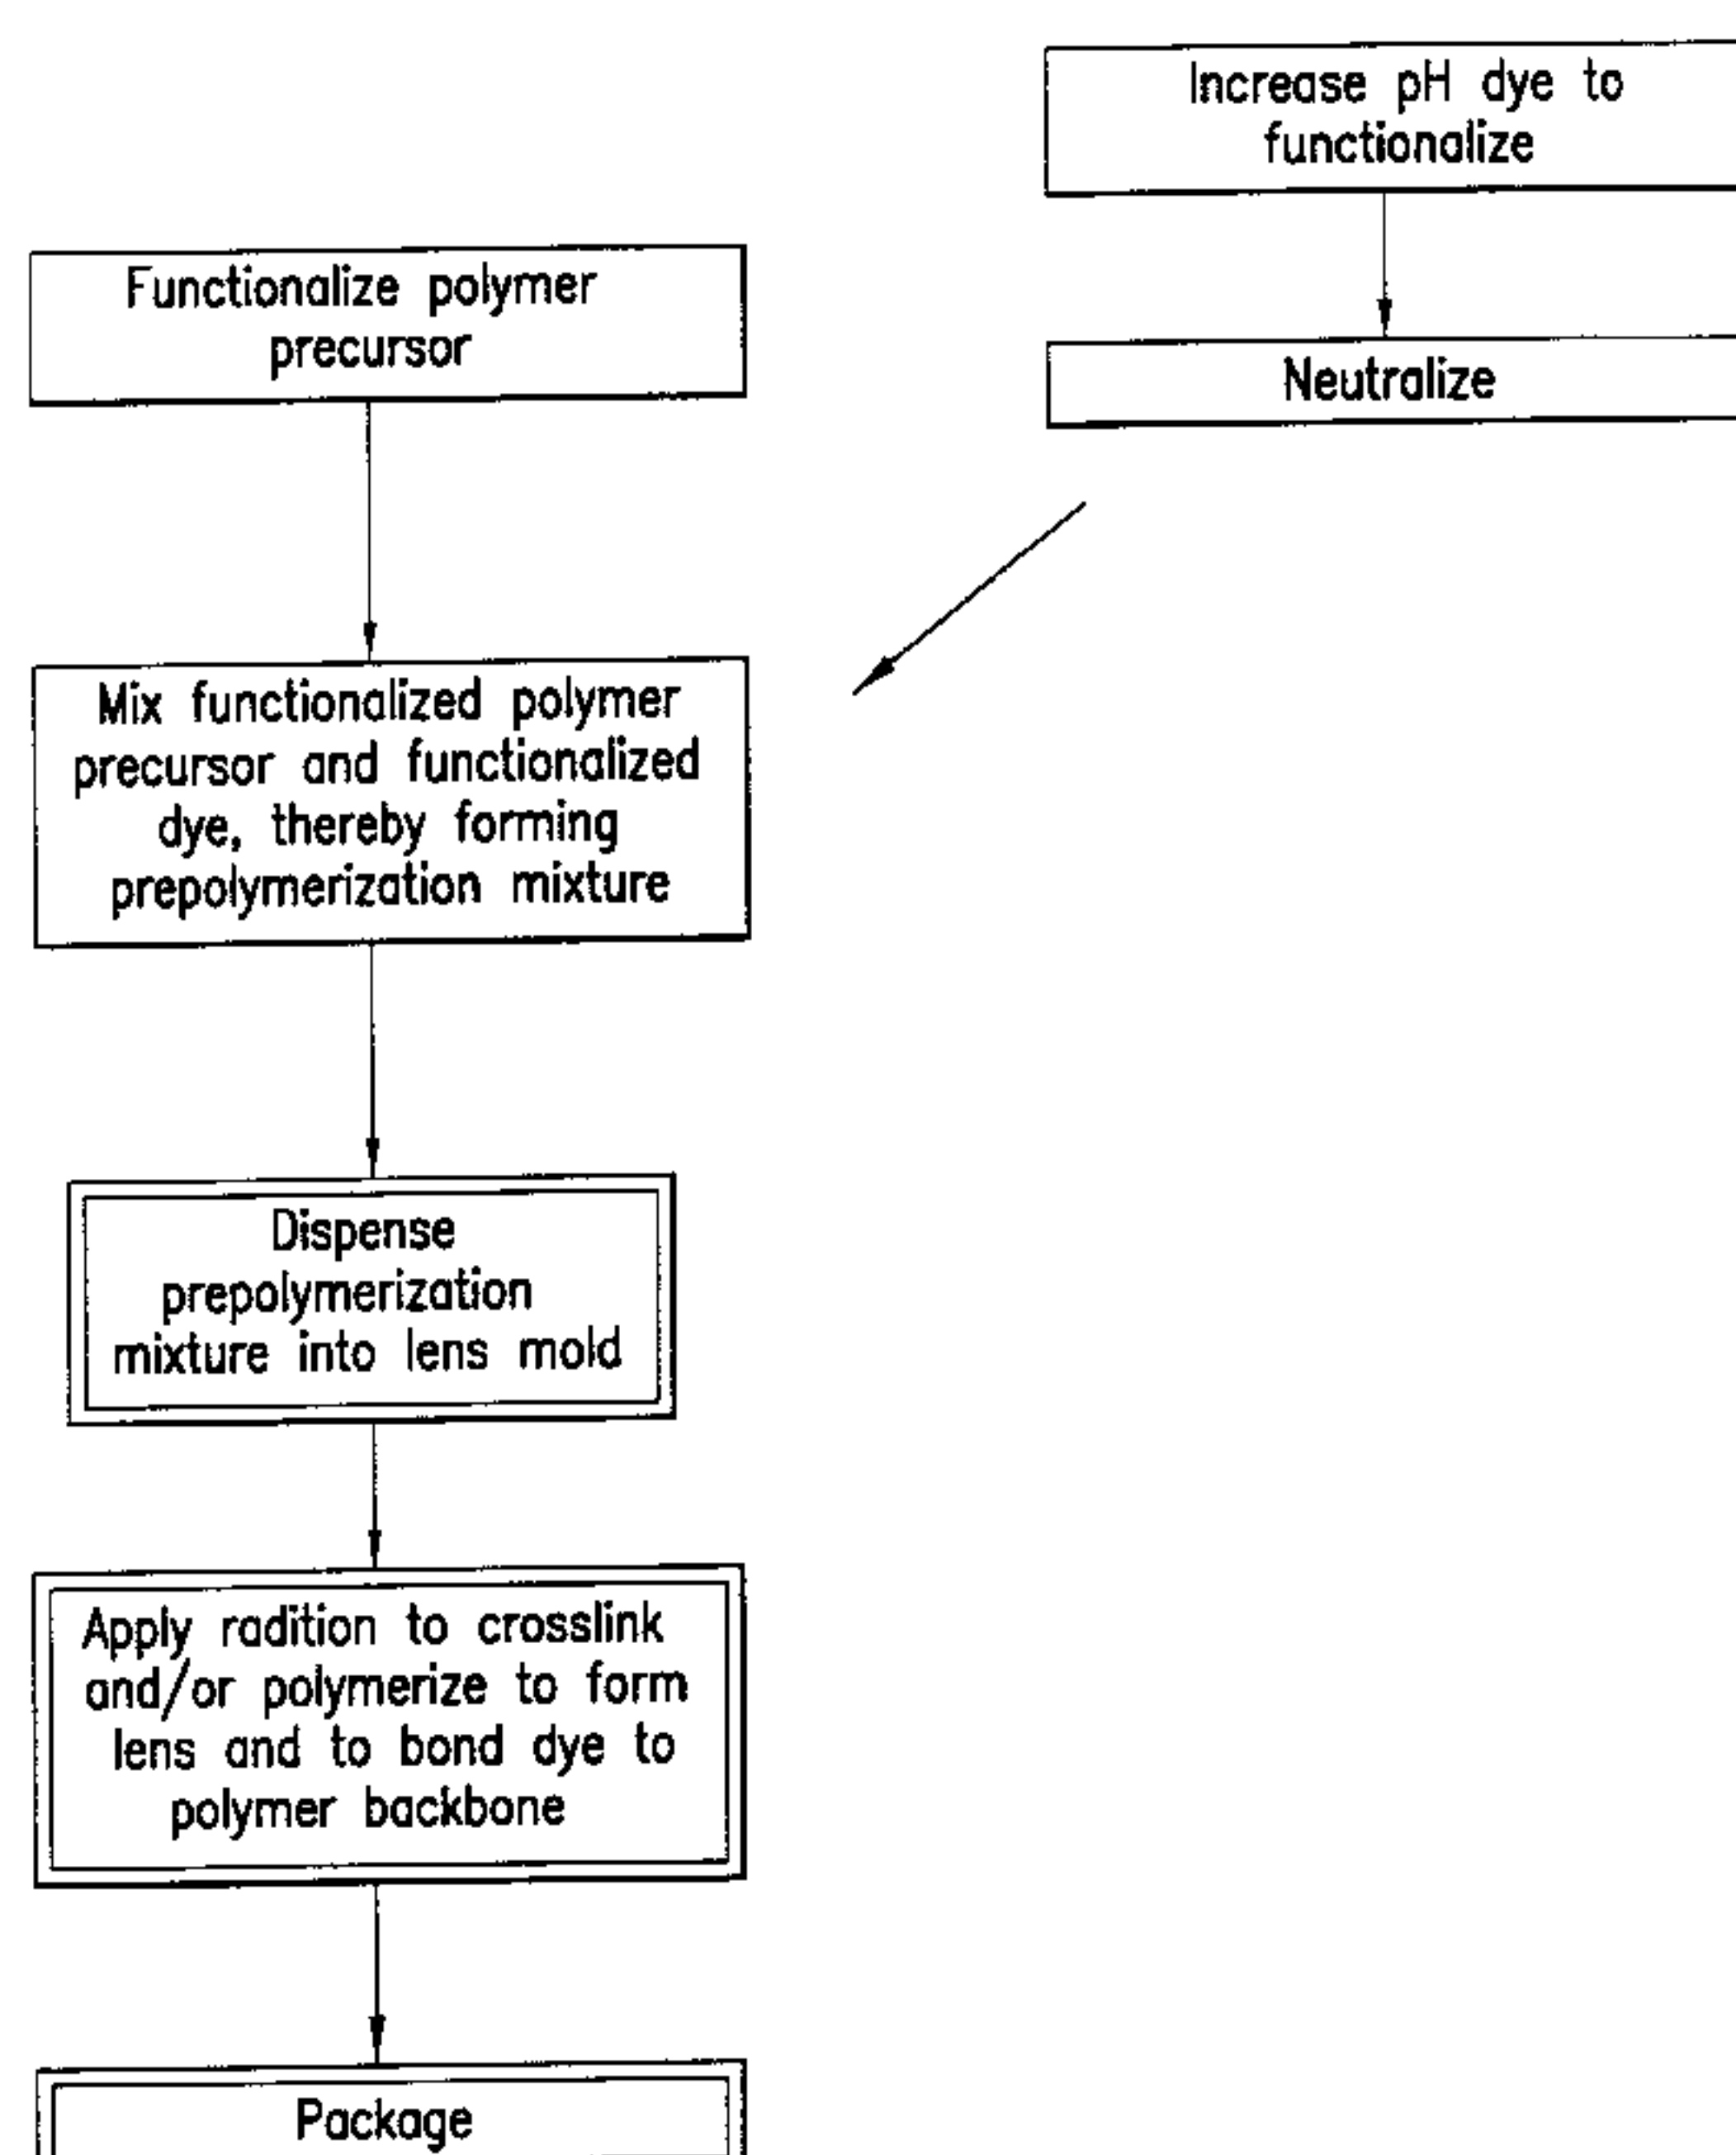 Increase pH dye to
functionalize
Neutralize
Functionalize polymer
precursor
Mix functionalized polymer
precursor and functionalized
dye, thereby forming
prepolymerization mixture
Dispense
prepolymerization
mixture into lens mold
Apply radition to crosslink
and/or polymerize to form
lens and to bond dye to
polymer backbone
Package